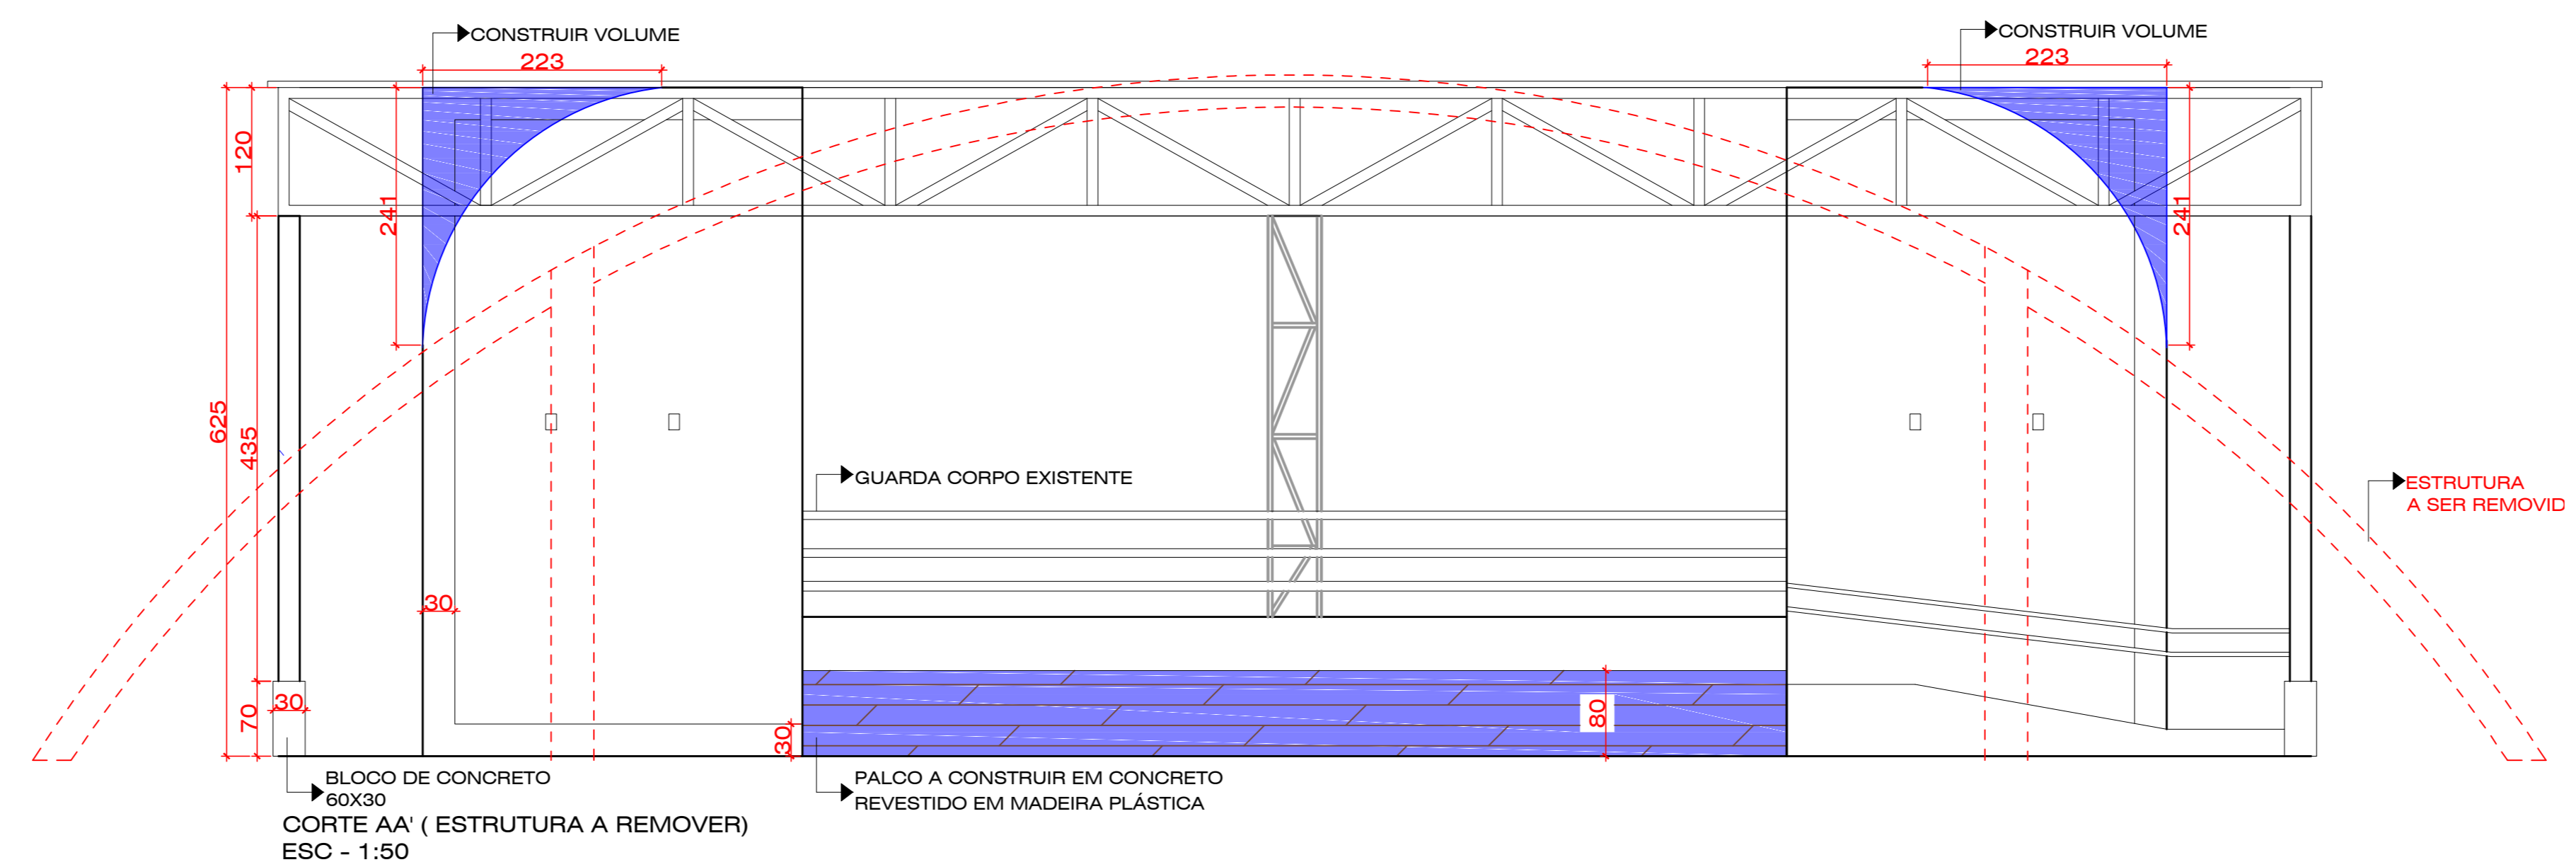 CONSTRUIR VOLUME
CONSTRUIR VOLUME
223
223
120
241
241
625
435
GUARDA CORPO EXISTENTE
ESTRUTURA
A SER REMOVID
30
70
30
30
80
BLOCO DE CONCRETO
60X30
PALCO A CONSTRUIR EM CONCRETO
REVESTIDO EM MADEIRA PLÁSTICA
CORTE AA' ( ESTRUTURA A REMOVER)
ESC - 1:50